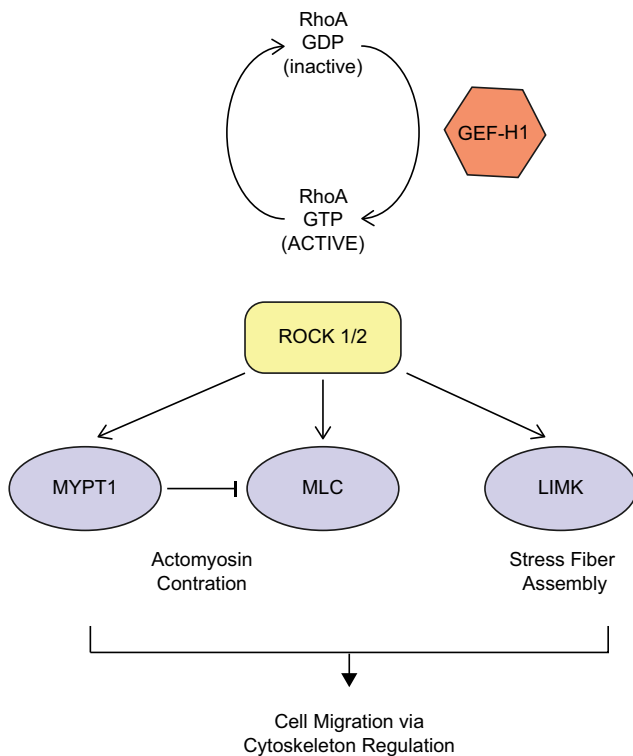 RhoA
GDP
(inactive)
GEF-H1
RhoA
GTP
(ACTIVE)
ROCK 1/2
MYPT1
MLC
LIMK
Actomyosin
Contration
Stress Fiber
Assembly
Cell Migration via
Cytoskeleton Regulation